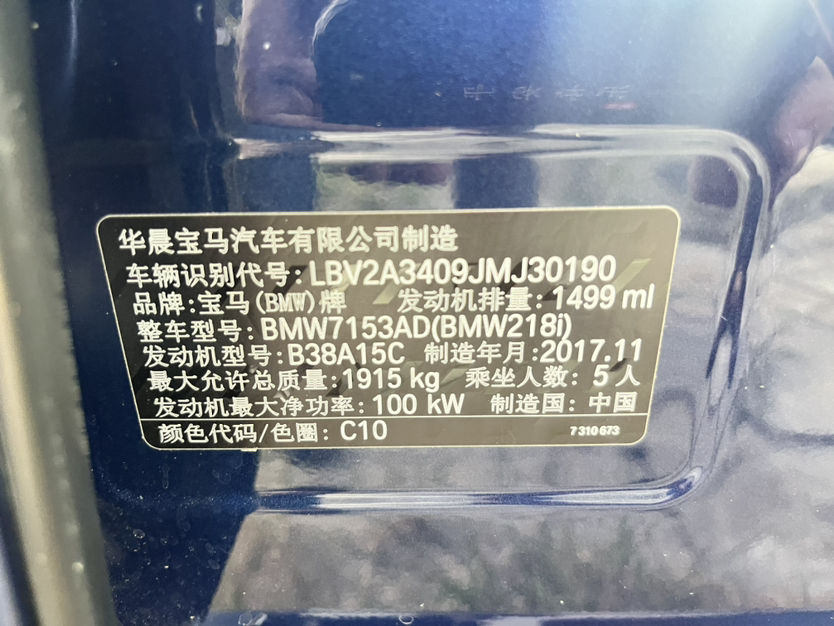 华晨宝马汽车有限公司制造
车辆识别代号:LBV2A3409JMJ30190
品牌:宝马(BMW)牌 发动机排量:1499 ml
整车型号:BMW7153AD(BMW218i)
发动机型号:B38A15C 制造年月:2017.11
最大允许总质量:1915 kg 乘坐人数:5人
发动机最大净功率:100 kW 制造国:中国
颜色代码/色圈:C10 7 310 673